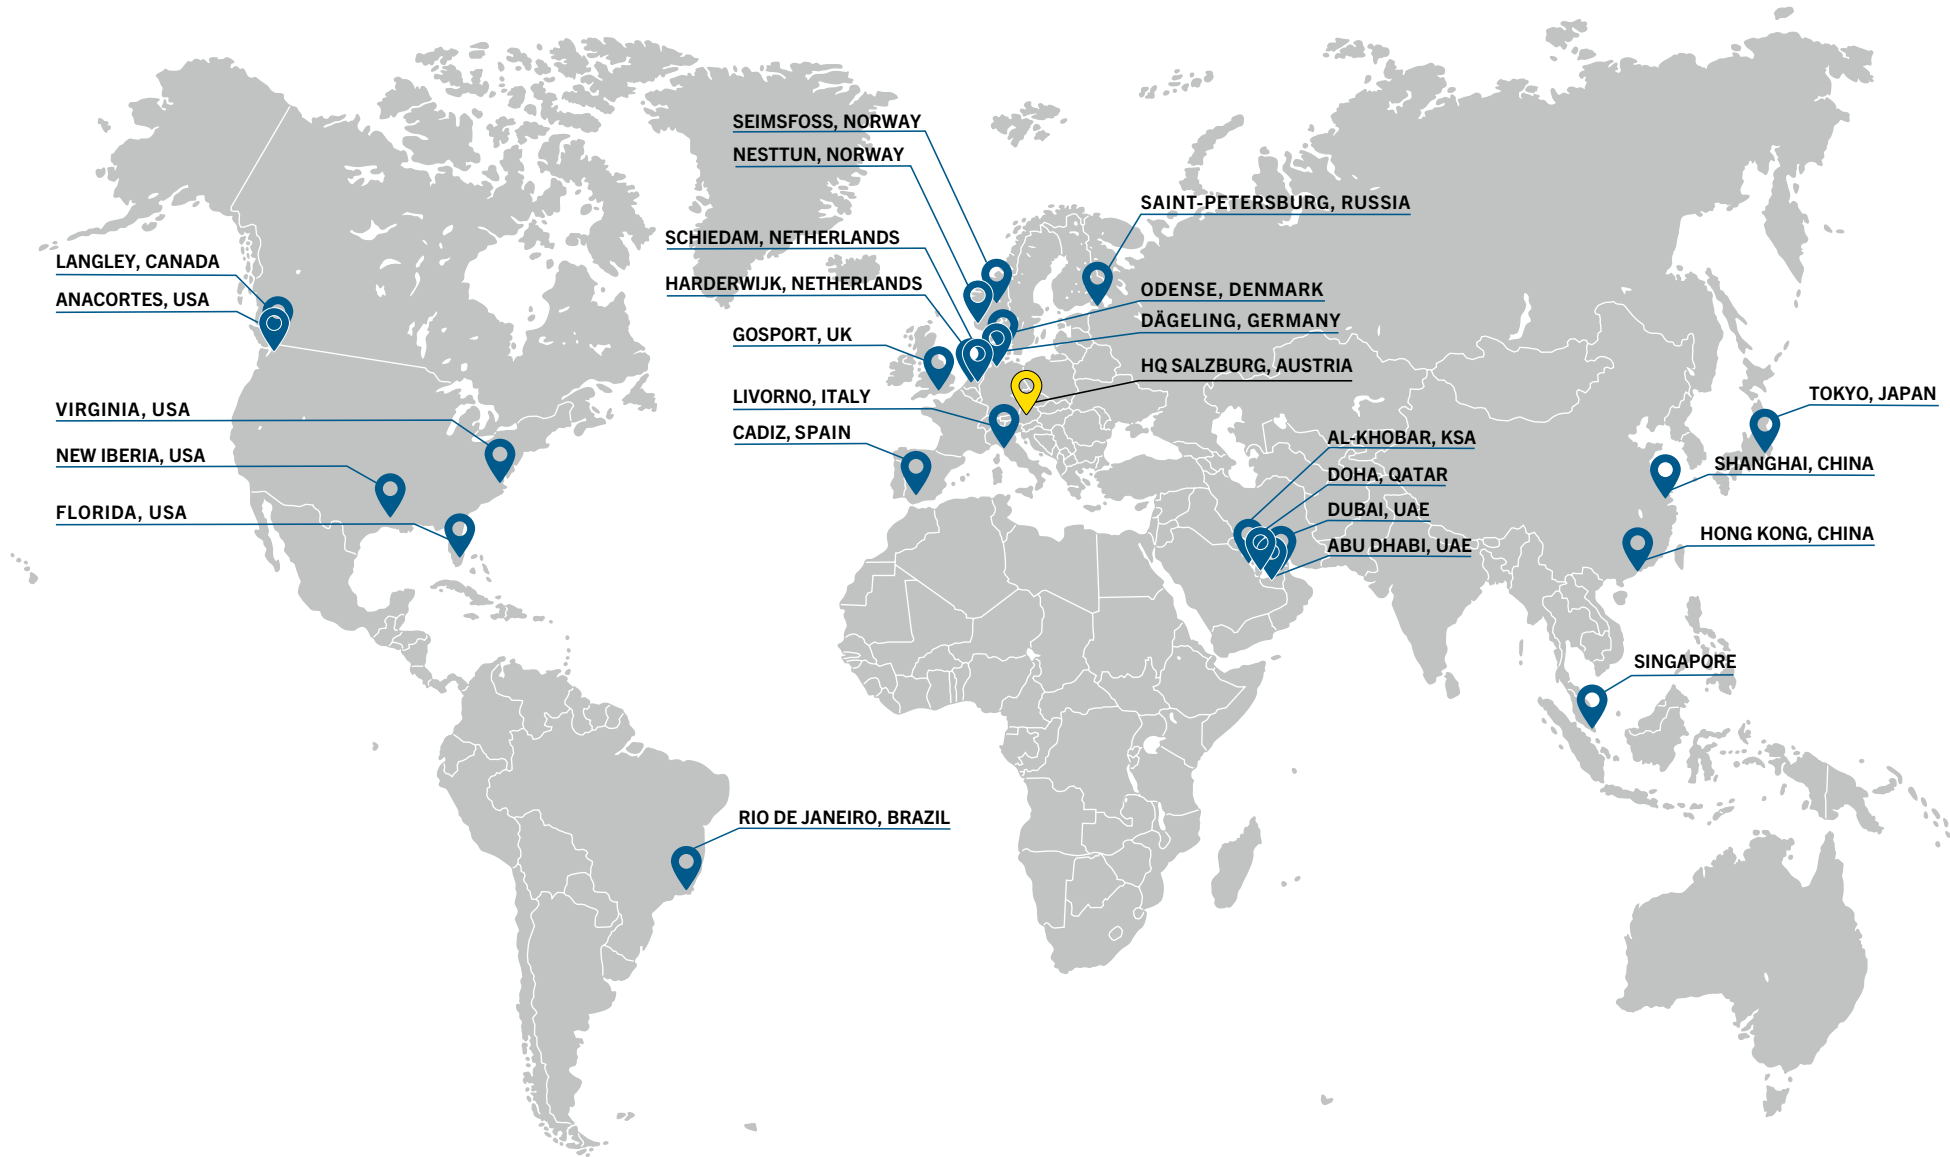 SEIMSFOSS, NORWAY
NESTTUN, NORWAY
SAINT-PETERSBURG, RUSSIA
SCHIEDAM, NETHERLANDS
LANGLEY, CANADA
HARDERWIJK, NETHERLANDS
ODENSE, DENMARK
ANACORTES, USA
DÄGELING, GERMANY
GOSPORT, UK
HQ SALZBURG, AUSTRIA
LIVORNO, ITALY
TOKYO, JAPAN
VIRGINIA, USA
CADIZ, SPAIN
AL-KHOBAR, KSA
NEW IBERIA, USA
SHANGHAI, CHINA
DOHA, QATAR
FLORIDA, USA
DUBAI, UAE
HONG KONG, CHINA
ABU DHABI, UAE
SINGAPORE
RIO DE JANEIRO, BRAZIL